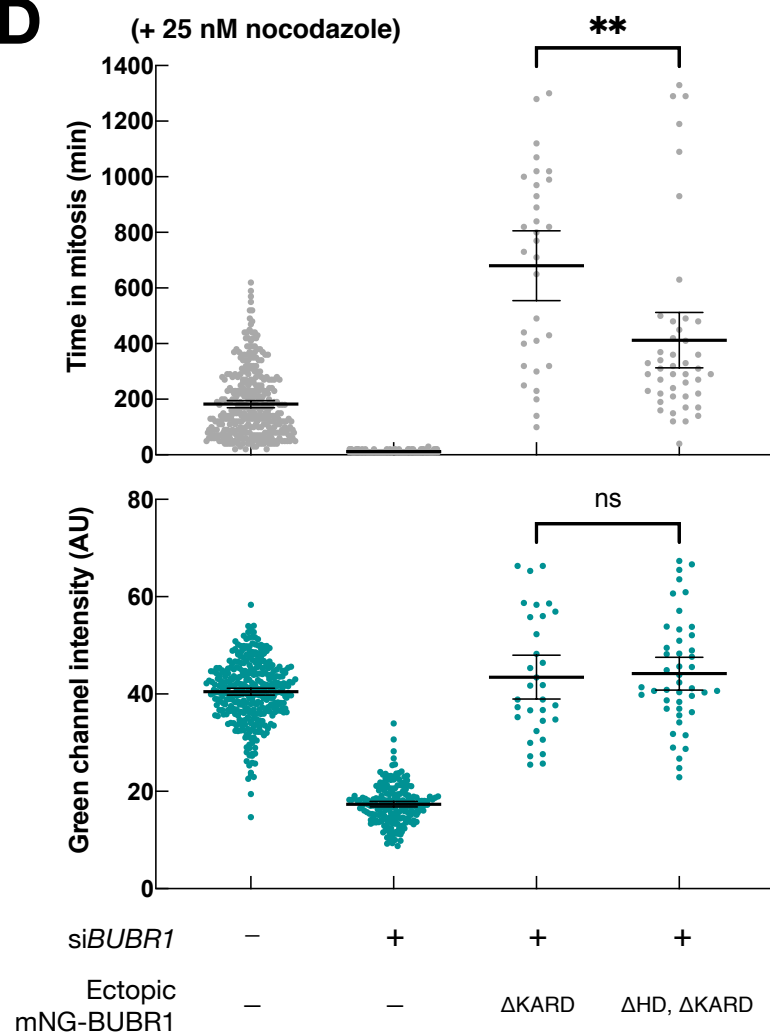 D
(+ 25 nM nocodazole)
**
Time in mitosis (min)
1400
1200
1000
800
600
400
200
0
ns
Green channel intensity (AU)
80
60
40
20
0
siBUBR1 – + + +
Ectopic
mNG-BUBR1 – – ΔKARD ΔHD, ΔKARD